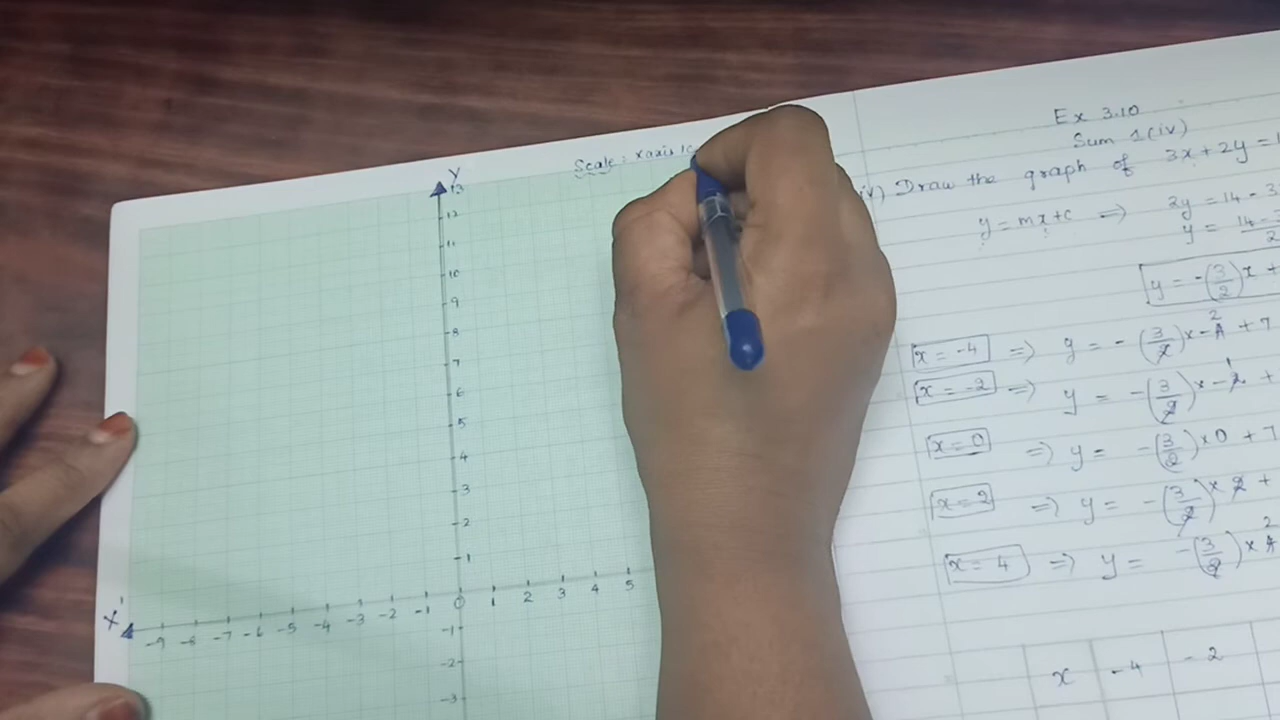 Scale: x axis 1c
Y
13
12
11
10
9
8
7
6
5
4
3
2
1
X' -9 -8 -7 -6 -5 -4 -3 -2 -1 0 1 2 3 4 5
-1
-2
-3
Ex 3.10
Sum 1(iv)
iv) Draw the graph of 3x + 2y =
y = mx + c => 2y = 14 - 3
y = 14 -
2
y = -(3/2)x +
x = -4 => y = -(3/2) x -4 2 + 7
x = -2 => y = -(3/2) x -2 1 +
x = 0 => y = -(3/2) x 0 + 7
x = 2 => y = -(3/2) x 2 +
x = 4 => y = -(3/2) x 4 2
x -4 -2